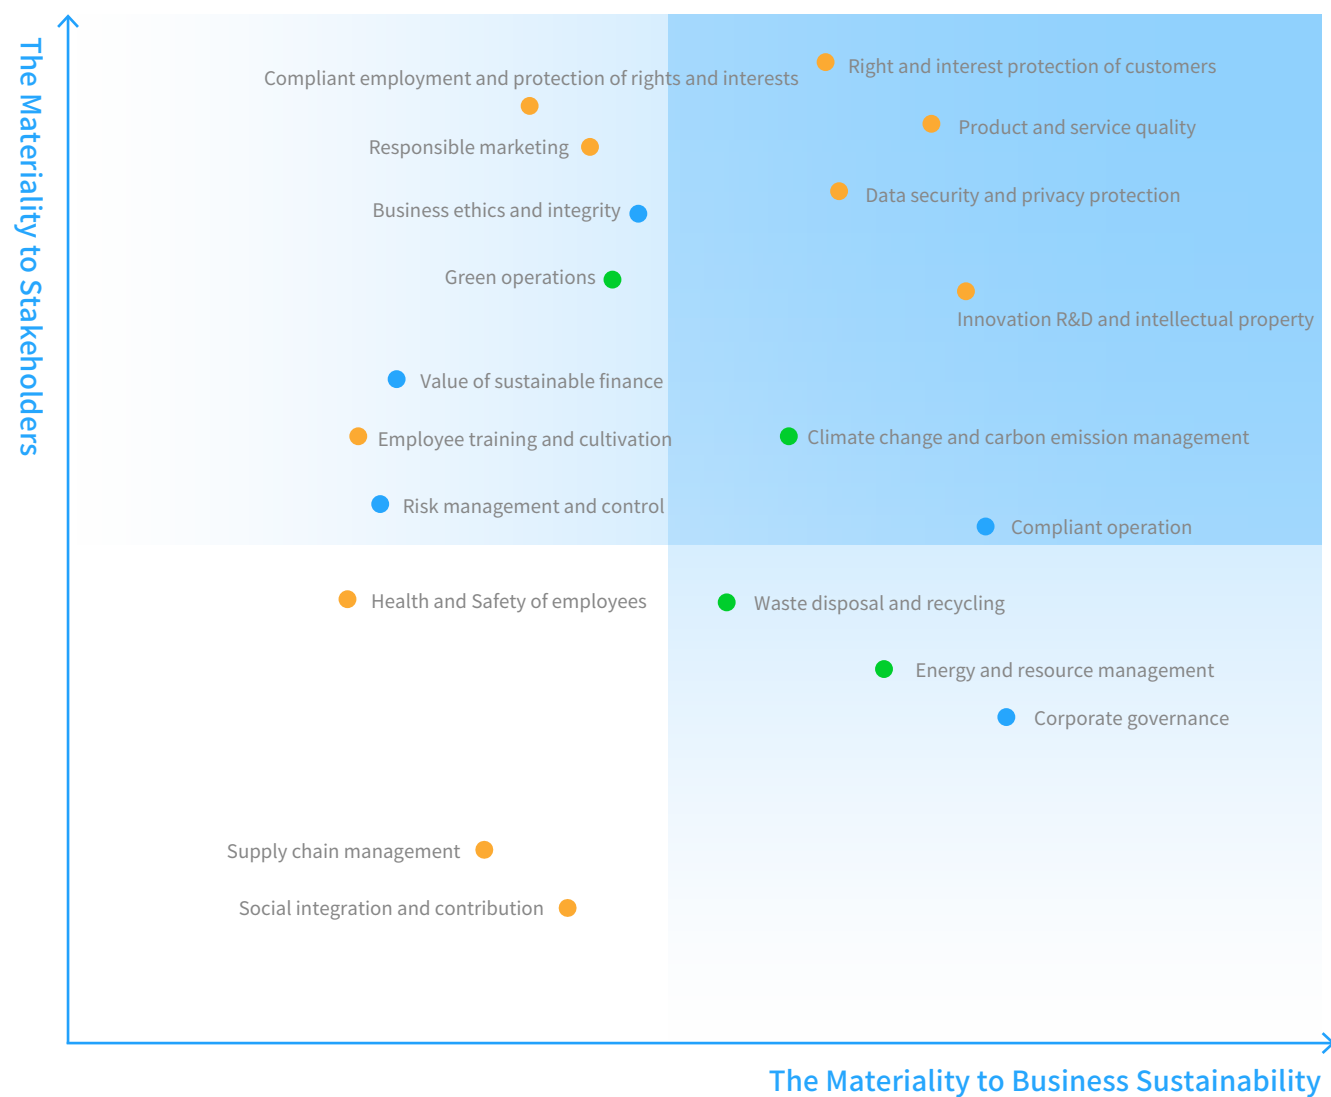 The Materiality to Stakeholders
Compliant employment and protection of rights and interests
Right and interest protection of customers
Product and service quality
Responsible marketing
Data security and privacy protection
Business ethics and integrity
Green operations
Innovation R&D and intellectual property
Value of sustainable finance
Employee training and cultivation
Climate change and carbon emission management
Risk management and control
Compliant operation
Health and Safety of employees
Waste disposal and recycling
Energy and resource management
Corporate governance
Supply chain management
Social integration and contribution
The Materiality to Business Sustainability